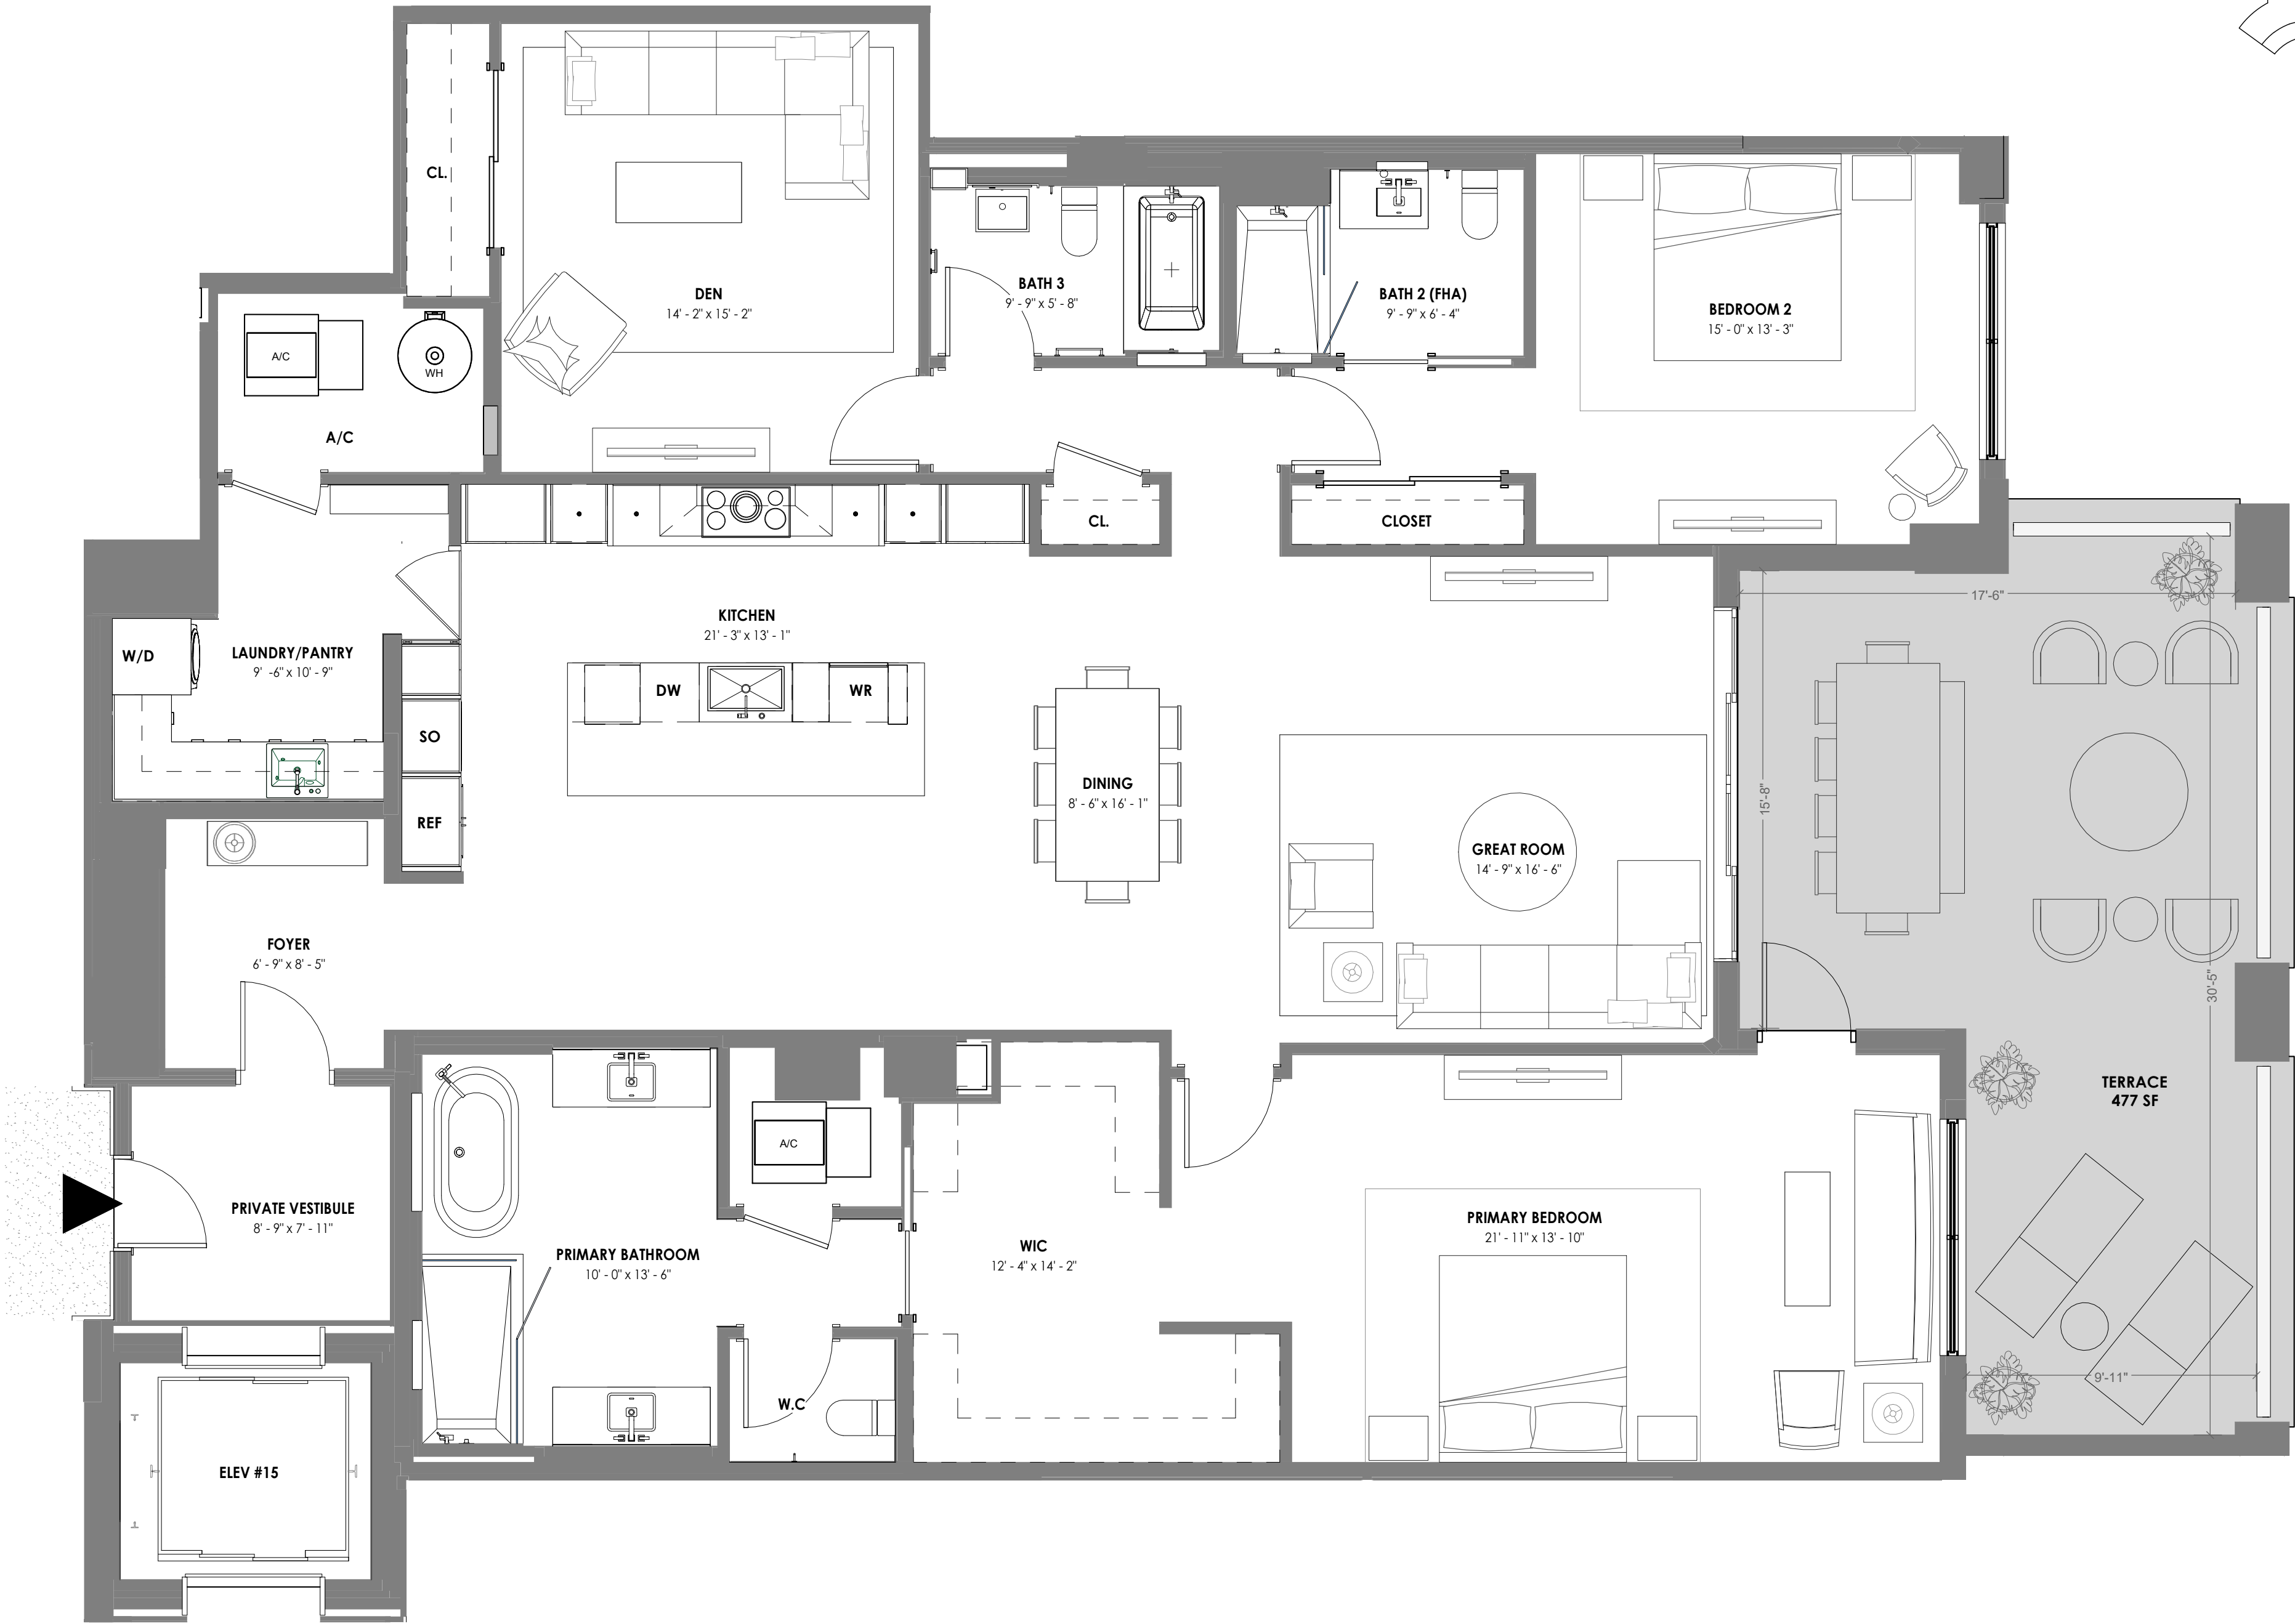 CL.
DEN
14' - 2" x 15' - 2"
BATH 3
9' - 9" x 5' - 8"
BATH 2 (FHA)
9' - 9" x 6' - 4"
BEDROOM 2
15' - 0" x 13' - 3"
A/C
WH
A/C
CL.
CLOSET
KITCHEN
21' - 3" x 13' - 1"
17'-6"
W/D
LAUNDRY/PANTRY
9' -6" x 10' - 9"
DW
WR
SO
DINING
8' - 6" x 16' - 1"
15'-8"
REF
GREAT ROOM
14' - 9" x 16' - 6"
FOYER
6' - 9" x 8' - 5"
30'-5"
TERRACE
477 SF
A/C
PRIVATE VESTIBULE
8' - 9" x 7' - 11"
PRIMARY BATHROOM
10' - 0" x 13' - 6"
WIC
12' - 4" x 14' - 2"
PRIMARY BEDROOM
21' - 11" x 13' - 10"
9'-11"
W.C
ELEV #15